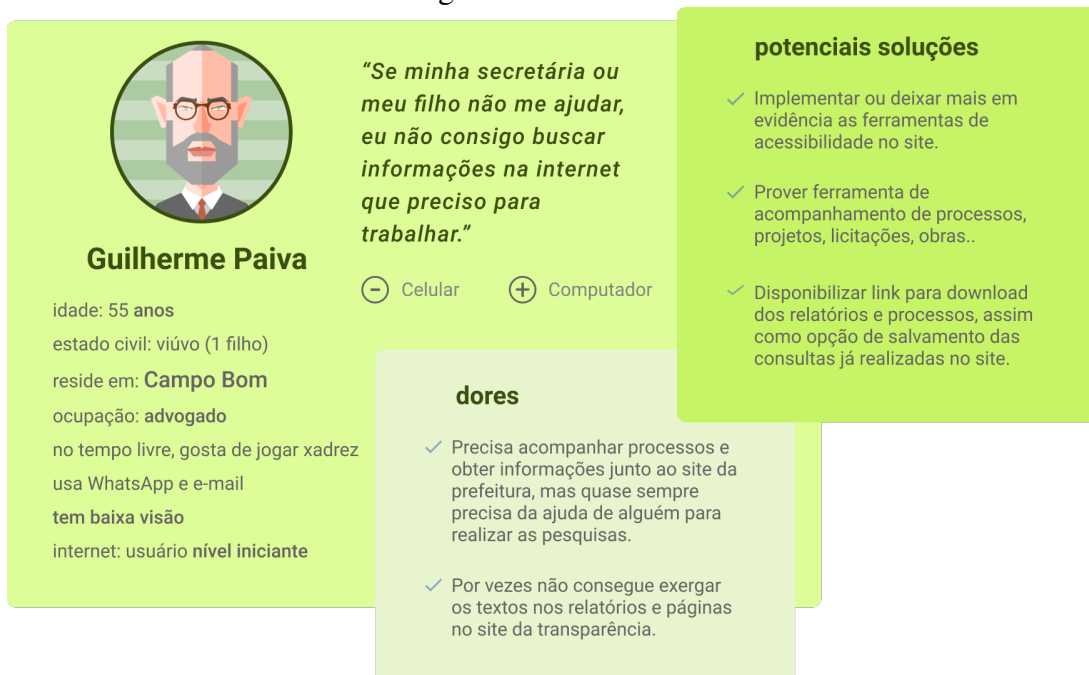 “Se minha secretária ou
meu filho não me ajudar,
eu não consigo buscar
informações na internet
que preciso para
trabalhar.”
Celular
Computador
Guilherme Paiva
idade: 55 anos
estado civil: viúvo (1 filho)
reside em: Campo Bom
ocupação: advogado
no tempo livre, gosta de jogar xadrez
usa WhatsApp e e-mail
tem baixa visão
internet: usuário nível iniciante
dores
Precisa acompanhar processos e
obter informações junto ao site da
prefeitura, mas quase sempre
precisa da ajuda de alguém para
realizar as pesquisas.
Por vezes não consegue exergar
os textos nos relatórios e páginas
no site da transparência.
potenciais soluções
Implementar ou deixar mais em
evidência as ferramentas de
acessibilidade no site.
Prover ferramenta de
acompanhamento de processos,
projetos, licitações, obras..
Disponibilizar link para download
dos relatórios e processos, assim
como opção de salvamento das
consultas já realizadas no site.